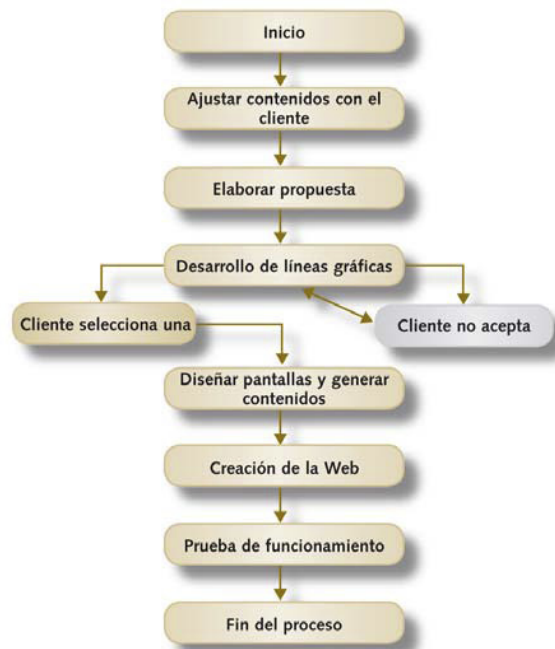 Inicio
Ajustar contenidos con el
cliente
Elaborar propuesta
Desarrollo de líneas gráficas
Cliente selecciona una
Cliente no acepta
Diseñar pantallas y generar
contenidos
Creación de la Web
Prueba de funcionamiento
Fin del proceso